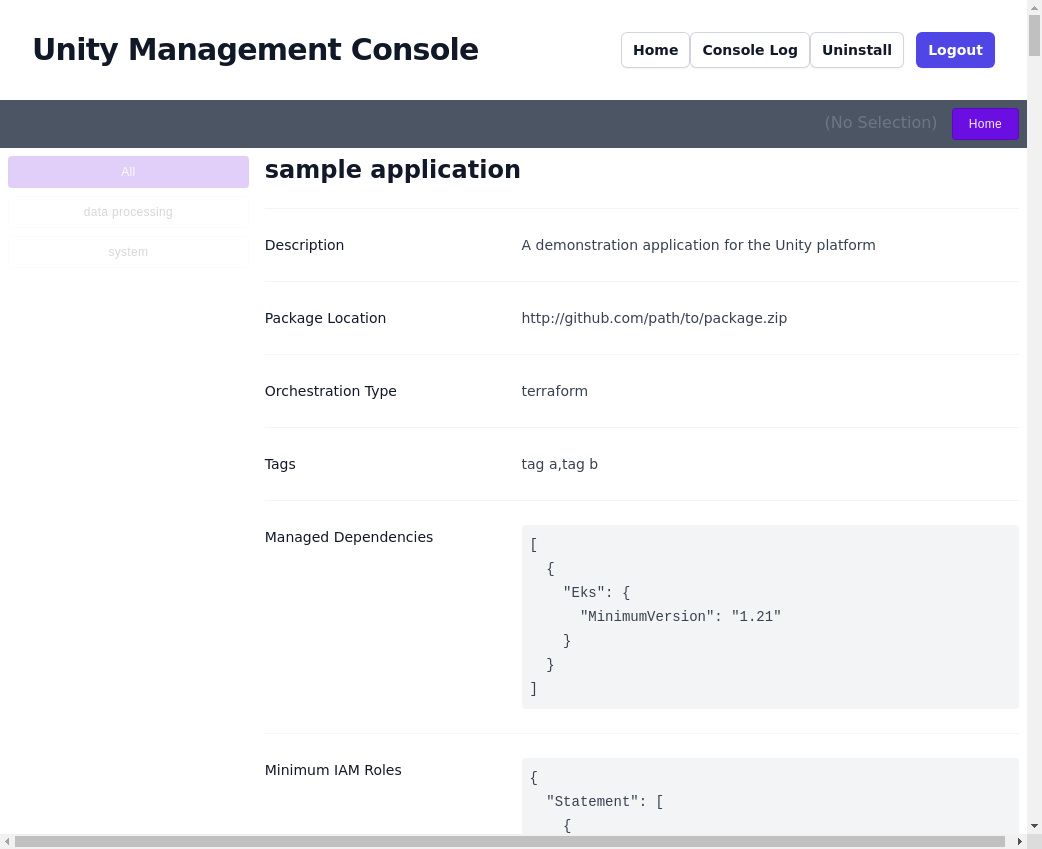 Unity Management Console
Home Console Log Uninstall Logout
(No Selection) Home
All
data processing
system
sample application
Description A demonstration application for the Unity platform
Package Location http://github.com/path/to/package.zip
Orchestration Type terraform
Tags tag a,tag b
Managed Dependencies
[
  {
    "Eks": {
      "MinimumVersion": "1.21"
    }
  }
]
Minimum IAM Roles
{
  "Statement": [
    {